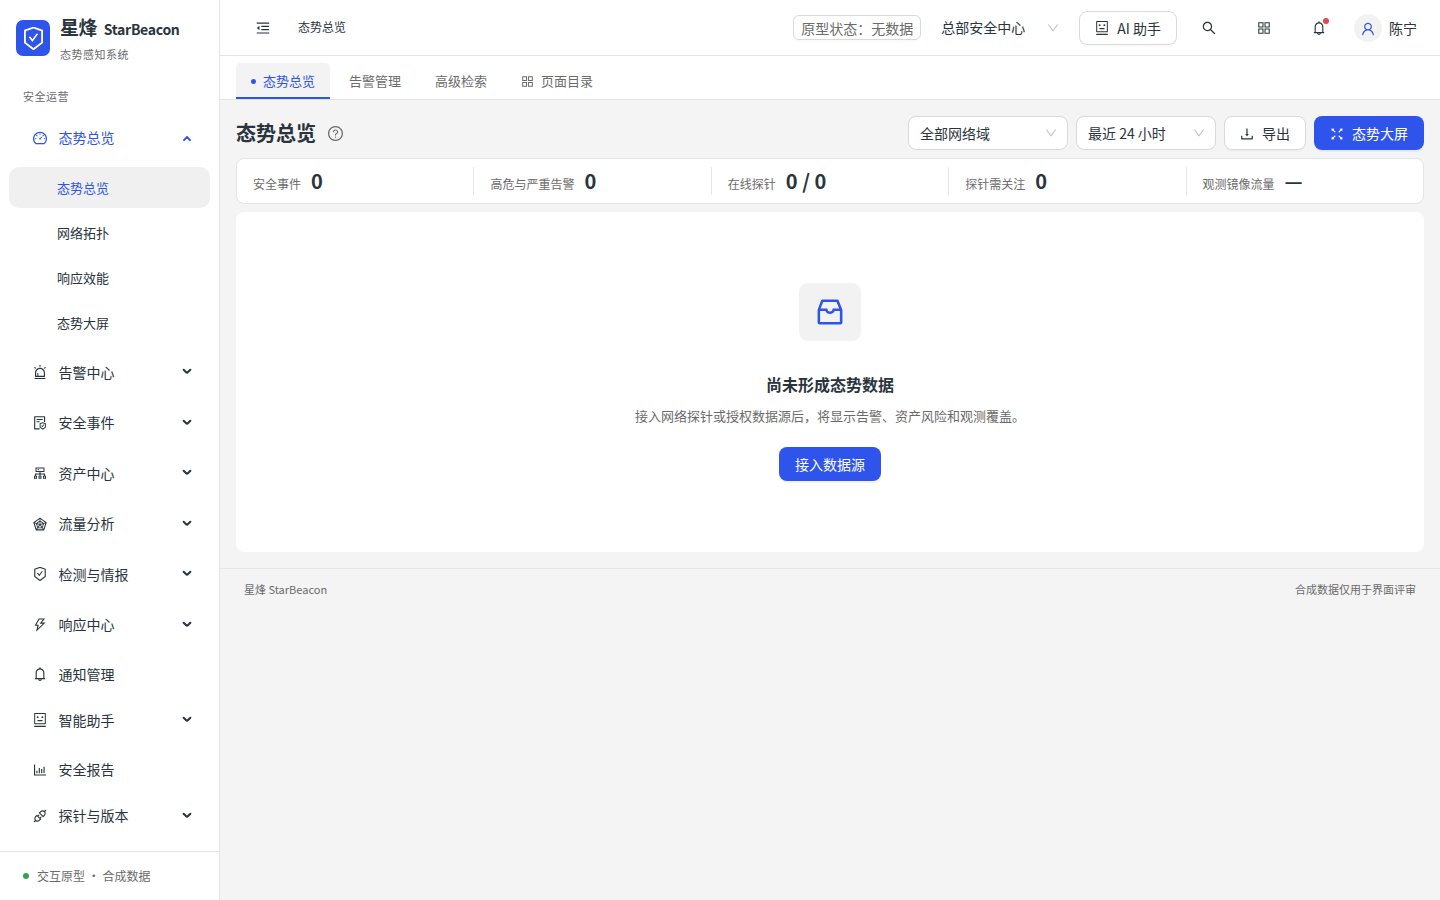 星烽 StarBeacon
态势感知系统
安全运营
态势总览
态势总览
网络拓扑
响应效能
态势大屏
告警中心
安全事件
资产中心
流量分析
检测与情报
响应中心
通知管理
智能助手
安全报告
探针与版本
交互原型 · 合成数据
态势总览
原型状态：无数据
总部安全中心
AI 助手
陈宁
态势总览
告警管理
高级检索
页面目录
态势总览
全部网络域
最近 24 小时
导出
态势大屏
安全事件 0
高危与严重告警 0
在线探针 0 / 0
探针需关注 0
观测镜像流量 —
尚未形成态势数据
接入网络探针或授权数据源后，将显示告警、资产风险和观测覆盖。
接入数据源
星烽 StarBeacon
合成数据仅用于界面评审